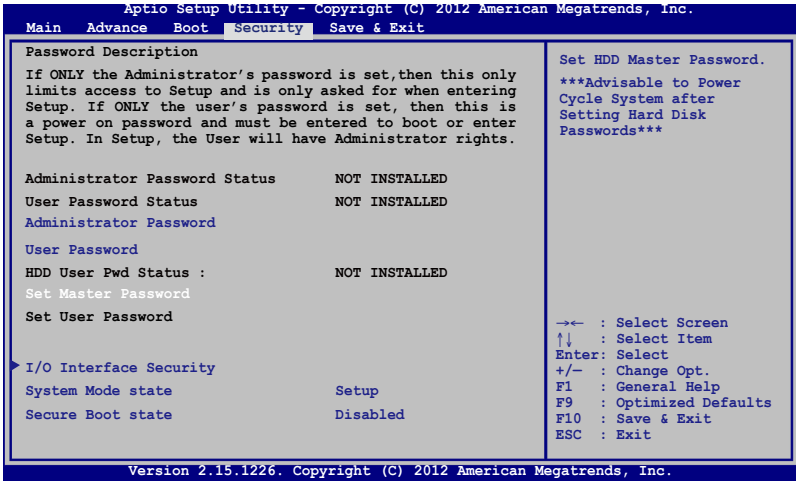 Aptio Setup Utility - Copyright (C) 2012 American Megatrends, Inc.
Main Advance Boot Security Save & Exit
Password Description
If ONLY the Administrator's password is set,then this only
limits access to Setup and is only asked for when entering
Setup. If ONLY the user's password is set, then this is
a power on password and must be entered to boot or enter
Setup. In Setup, the User will have Administrator rights.
Administrator Password Status NOT INSTALLED
User Password Status NOT INSTALLED
Administrator Password
User Password
HDD User Pwd Status : NOT INSTALLED
Set Master Password
Set User Password
I/O Interface Security
System Mode state Setup
Secure Boot state Disabled
Set HDD Master Password.
***Advisable to Power
Cycle System after
Setting Hard Disk
Passwords***
→← : Select Screen
↑↓ : Select Item
Enter: Select
+/— : Change Opt.
F1 : General Help
F9 : Optimized Defaults
F10 : Save & Exit
ESC : Exit
Version 2.15.1226. Copyright (C) 2012 American Megatrends, Inc.